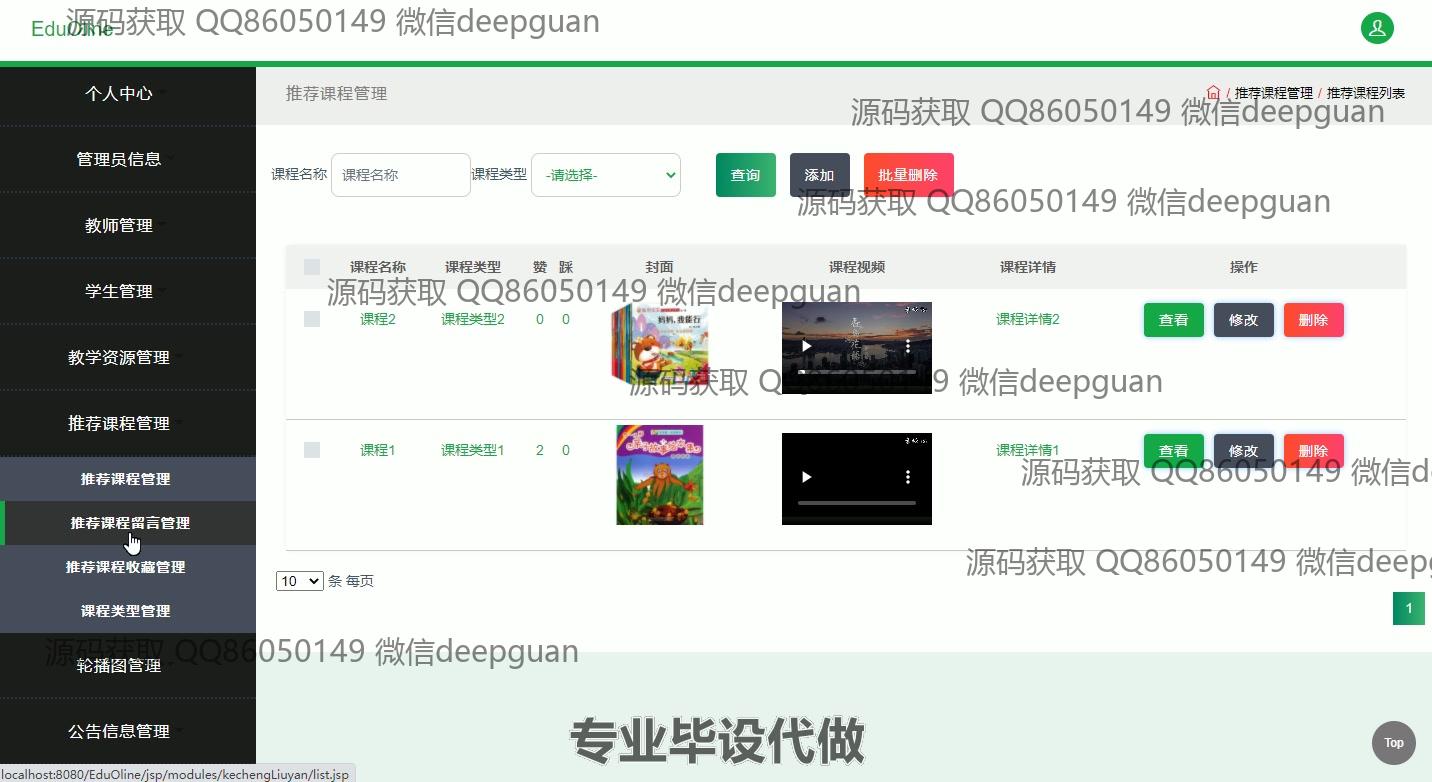 EduOline
源码获取 QQ86050149 微信deepguan
个人中心
管理员信息
教师管理
学生管理
教学资源管理
推荐课程管理
推荐课程管理
推荐课程留言管理
推荐课程收藏管理
课程类型管理
轮播图管理
公告信息管理
推荐课程管理
/ 推荐课程管理 / 推荐课程列表
源码获取 QQ86050149 微信deepguan
课程名称 课程名称 课程类型 -请选择- 查询 添加 批量删除
源码获取 QQ86050149 微信deepguan
课程名称 课程类型 赞 踩 封面 课程视频 课程详情 操作
源码获取 QQ86050149 微信deepguan
课程2 课程类型2 0 0 妈妈,我能行 课程详情2 查看 修改 删除
源码获取 Q 9 微信deepguan
课程1 课程类型1 2 0 课程详情1 查看 修改 删除
源码获取 QQ86050149 微信d
源码获取 QQ86050149 微信deep
10 条 每页
1
源码获取 QQ86050149 微信deepguan
专业毕设代做
Top
localhost:8080/EduOline/jsp/modules/kechengLiuyan/list.jsp